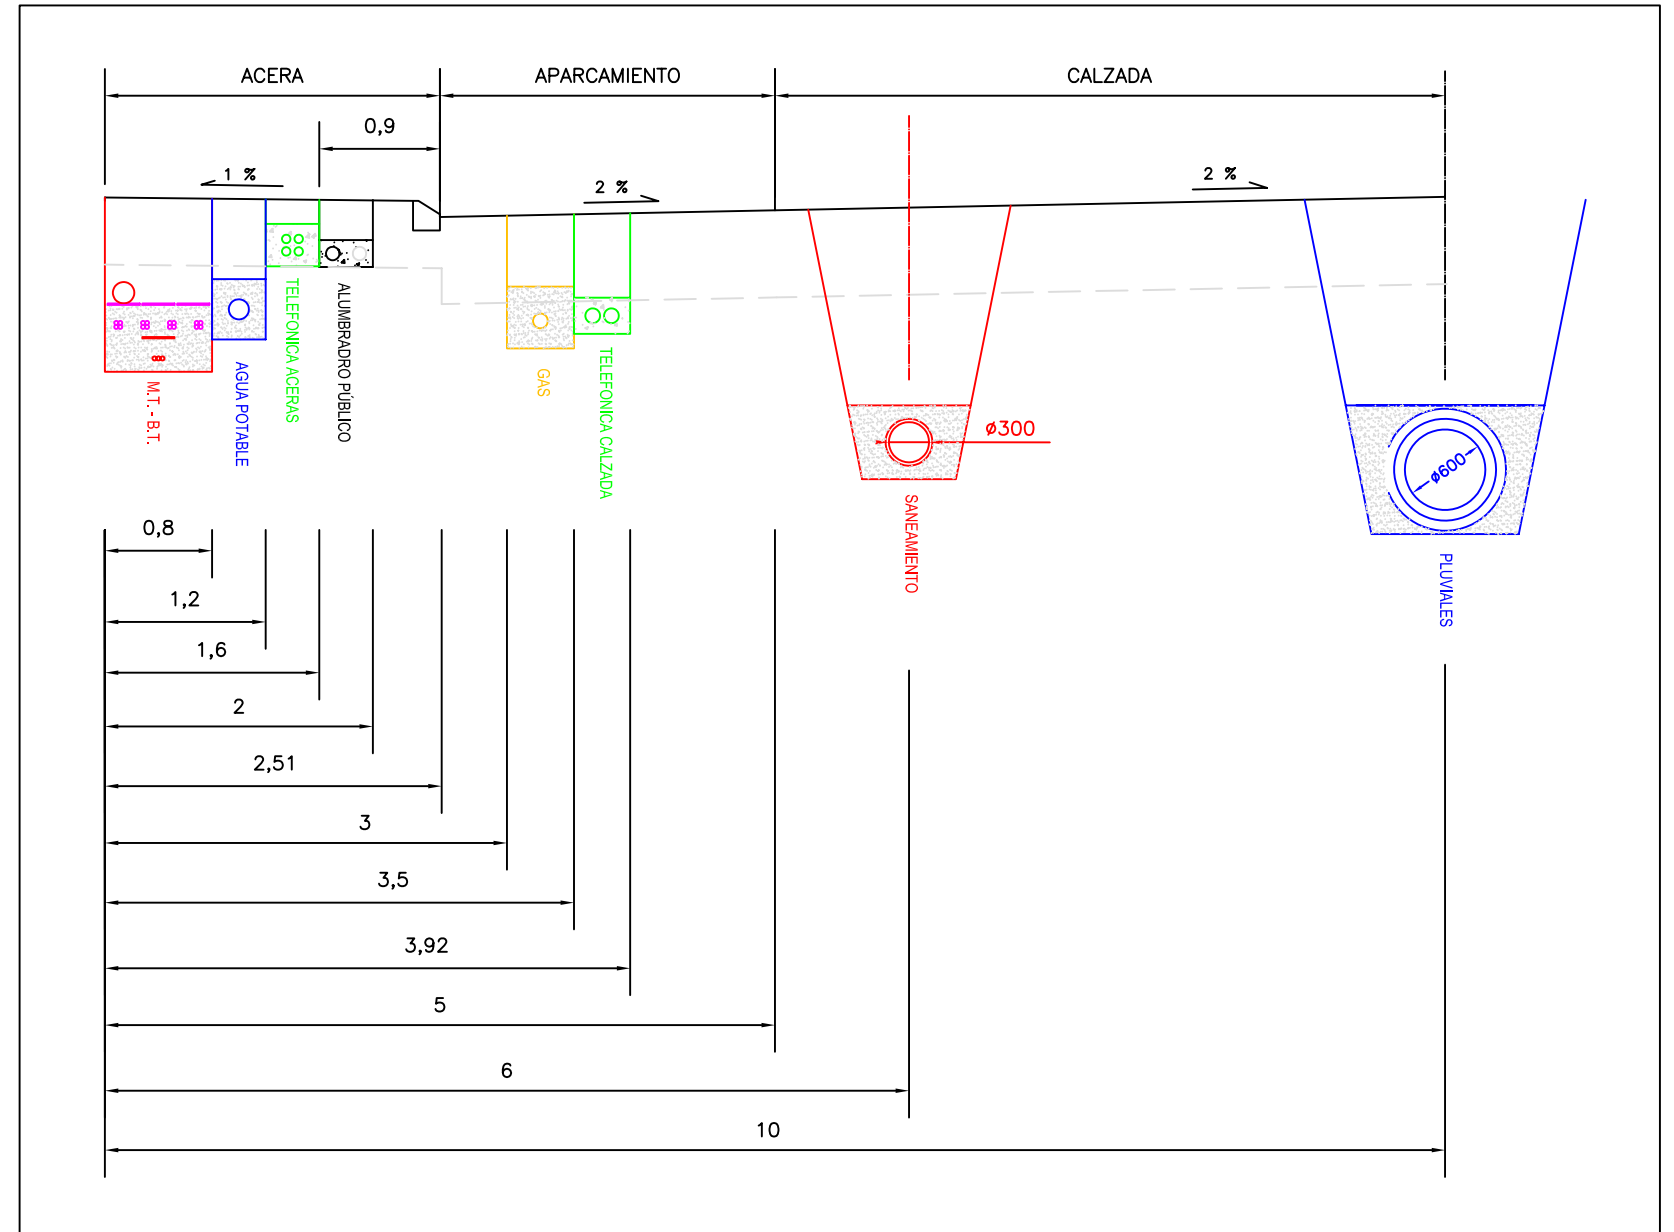 ACERA
APARCAMIENTO
CALZADA
0,9
1 %
2 %
2 %
M.T. - B.T.
AGUA POTABLE
TELEFONICA ACERAS
ALUMBRADRO PÚBLICO
GAS
TELEFONICA CALZADA
ø300
SANEAMIENTO
ø600
PLUVIALES
0,8
1,2
1,6
2
2,51
3
3,5
3,92
5
6
10